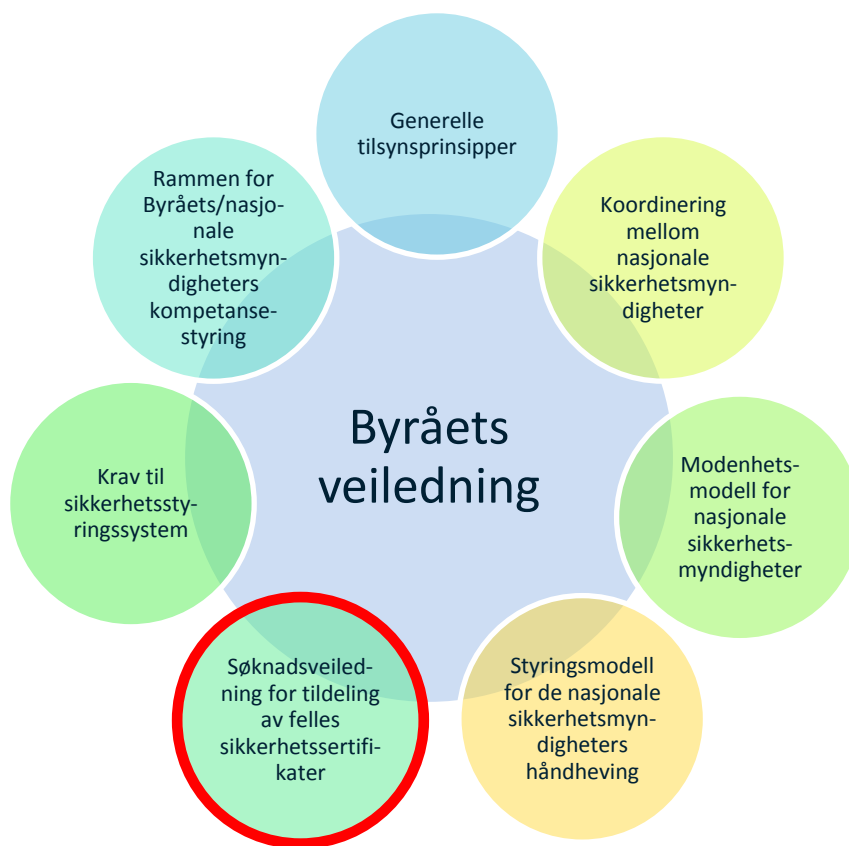 Generelle
tilsynsprinsipper
Koordinering
mellom
nasjonale
sikkerhetsmyn-
digheter
Modenhets-
modell for
nasjonale
sikkerhets-
myndigheter
Styringsmodell
for de nasjonale
sikkerhetsmyn-
digheters
håndheving
Søknadsveiled-
ning for tildeling
av felles
sikkerhetssertifi-
kater
Krav til
sikkerhetssty-
ringssystem
Rammen for
Byråets/nasjo-
nale
sikkerhetsmyn-
digheters
kompetanse-
styring
Byråets
veiledning